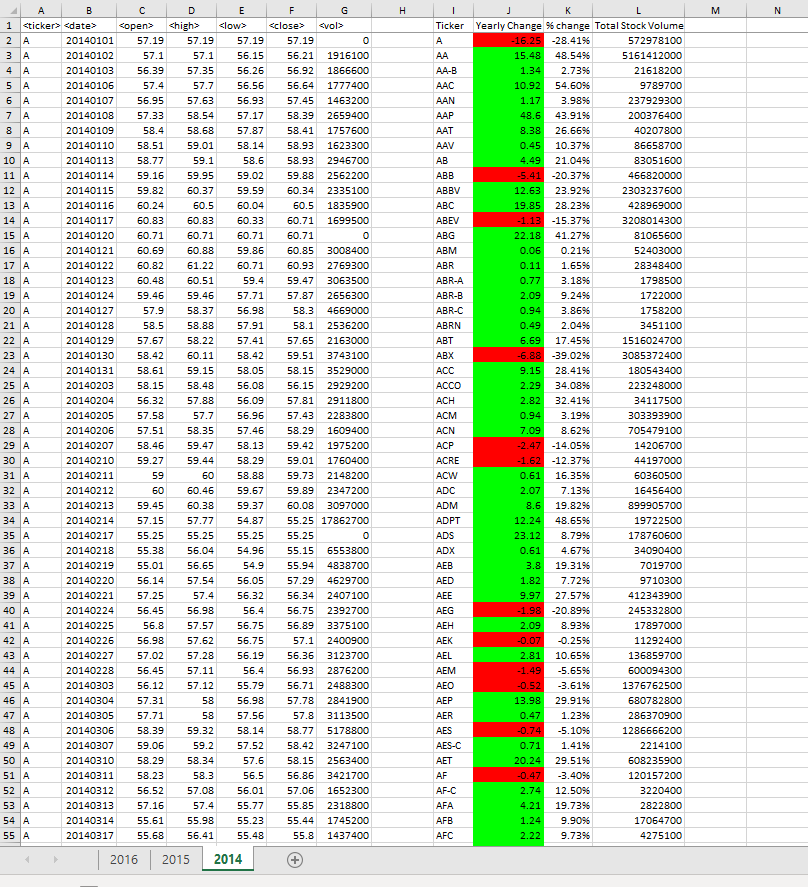 A B C D E F G H I J K L M N
1 <ticker> <date> <open> <high> <low> <close> <vol> Ticker Yearly Change % change Total Stock Volume
2 A 20140101 57.19 57.19 57.19 57.19 0 A -16.25 -28.41% 572978100
3 A 20140102 57.1 57.1 56.15 56.21 1916100 AA 15.48 48.54% 5161412000
4 A 20140103 56.39 57.35 56.26 56.92 1866600 AA-B 1.34 2.73% 21618200
5 A 20140106 57.4 57.7 56.56 56.64 1777400 AAC 10.92 54.60% 9789700
6 A 20140107 56.95 57.63 56.93 57.45 1463200 AAN 1.17 3.98% 237929300
7 A 20140108 57.33 58.54 57.17 58.39 2659400 AAP 48.6 43.91% 200376400
8 A 20140109 58.4 58.68 57.87 58.41 1757600 AAT 8.38 26.66% 40207800
9 A 20140110 58.51 59.01 58.14 58.93 1623300 AAV 0.45 10.37% 86658700
10 A 20140113 58.77 59.1 58.6 58.93 2946700 AB 4.49 21.04% 83051600
11 A 20140114 59.16 59.95 59.02 59.88 2562200 ABB -5.41 -20.37% 466820000
12 A 20140115 59.82 60.37 59.59 60.34 2335100 ABBV 12.63 23.92% 2303237600
13 A 20140116 60.24 60.5 60.04 60.5 1835900 ABC 19.85 28.23% 428969000
14 A 20140117 60.83 60.83 60.33 60.71 1699500 ABEV -1.13 -15.37% 3208014300
15 A 20140120 60.71 60.71 60.71 60.71 0 ABG 22.18 41.27% 81065600
16 A 20140121 60.69 60.88 59.86 60.85 3008400 ABM 0.06 0.21% 52403000
17 A 20140122 60.82 61.22 60.71 60.93 2769300 ABR 0.11 1.65% 28348400
18 A 20140123 60.48 60.51 59.4 59.47 3063500 ABR-A 0.77 3.18% 1798500
19 A 20140124 59.46 59.46 57.71 57.87 2656300 ABR-B 2.09 9.24% 1722000
20 A 20140127 57.9 58.37 56.98 58.3 4669000 ABR-C 0.94 3.86% 1758200
21 A 20140128 58.5 58.88 57.91 58.1 2536200 ABRN 0.49 2.04% 3451100
22 A 20140129 57.67 58.22 57.41 57.65 2163000 ABT 6.69 17.45% 1516024700
23 A 20140130 58.42 60.11 58.42 59.51 3743100 ABX -6.88 -39.02% 3085372400
24 A 20140131 58.61 59.15 58.05 58.15 3529000 ACC 9.15 28.41% 180543400
25 A 20140203 58.15 58.48 56.08 56.15 2929200 ACCO 2.29 34.08% 223248000
26 A 20140204 56.32 57.88 56.09 57.81 2911800 ACH 2.82 32.41% 34117500
27 A 20140205 57.58 57.7 56.96 57.43 2283800 ACM 0.94 3.19% 303393900
28 A 20140206 57.51 58.35 57.46 58.29 1609400 ACN 7.09 8.62% 705479100
29 A 20140207 58.46 59.47 58.13 59.42 1975200 ACP -2.47 -14.05% 14206700
30 A 20140210 59.27 59.44 58.29 59.01 1760400 ACRE -1.62 -12.37% 44197000
31 A 20140211 59 60 58.88 59.73 2148200 ACW 0.61 16.35% 60360500
32 A 20140212 60 60.46 59.67 59.89 2347200 ADC 2.07 7.13% 16456400
33 A 20140213 59.45 60.38 59.37 60.08 3097000 ADM 8.6 19.82% 899905700
34 A 20140214 57.15 57.77 54.87 55.25 17862700 ADPT 12.24 48.65% 19722500
35 A 20140217 55.25 55.25 55.25 55.25 0 ADS 23.12 8.79% 178760600
36 A 20140218 55.38 56.04 54.96 55.15 6553800 ADX 0.61 4.67% 34090400
37 A 20140219 55.01 56.65 54.9 55.94 4838700 AEB 3.8 19.31% 7019700
38 A 20140220 56.14 57.54 56.05 57.29 4629700 AED 1.82 7.72% 9710300
39 A 20140221 57.25 57.4 56.32 56.34 2407100 AEE 9.97 27.57% 412343900
40 A 20140224 56.45 56.98 56.4 56.75 2392700 AEG -1.98 -20.89% 245332800
41 A 20140225 56.8 57.57 56.75 56.89 3375100 AEH 2.09 8.93% 17897000
42 A 20140226 56.98 57.62 56.75 57.1 2400900 AEK -0.07 -0.25% 11292400
43 A 20140227 57.02 57.28 56.19 56.36 3123700 AEL 2.81 10.65% 136859700
44 A 20140228 56.45 57.11 56.4 56.93 2876200 AEM -1.49 -5.65% 600094300
45 A 20140303 56.12 57.12 55.79 56.71 2488300 AEO -0.52 -3.61% 1376762500
46 A 20140304 57.31 58 56.98 57.78 2841900 AEP 13.98 29.91% 680782800
47 A 20140305 57.71 58 57.56 57.8 3113500 AER 0.47 1.23% 286370900
48 A 20140306 58.39 59.32 58.14 58.77 5178800 AES -0.74 -5.10% 1286666200
49 A 20140307 59.06 59.2 57.52 58.42 3247100 AES-C 0.71 1.41% 2214100
50 A 20140310 58.29 58.34 57.6 58.15 2563400 AET 20.24 29.51% 608235900
51 A 20140311 58.23 58.3 56.5 56.86 3421700 AF -0.47 -3.40% 120157200
52 A 20140312 56.52 57.08 56.01 57.06 1652300 AF-C 2.74 12.50% 3220400
53 A 20140313 57.16 57.4 55.77 55.85 2318800 AFA 4.21 19.73% 2822800
54 A 20140314 55.61 55.98 55.23 55.44 1745200 AFB 1.24 9.90% 17064700
55 A 20140317 55.68 56.41 55.48 55.8 1437400 AFC 2.22 9.73% 4275100
2016 2015 2014